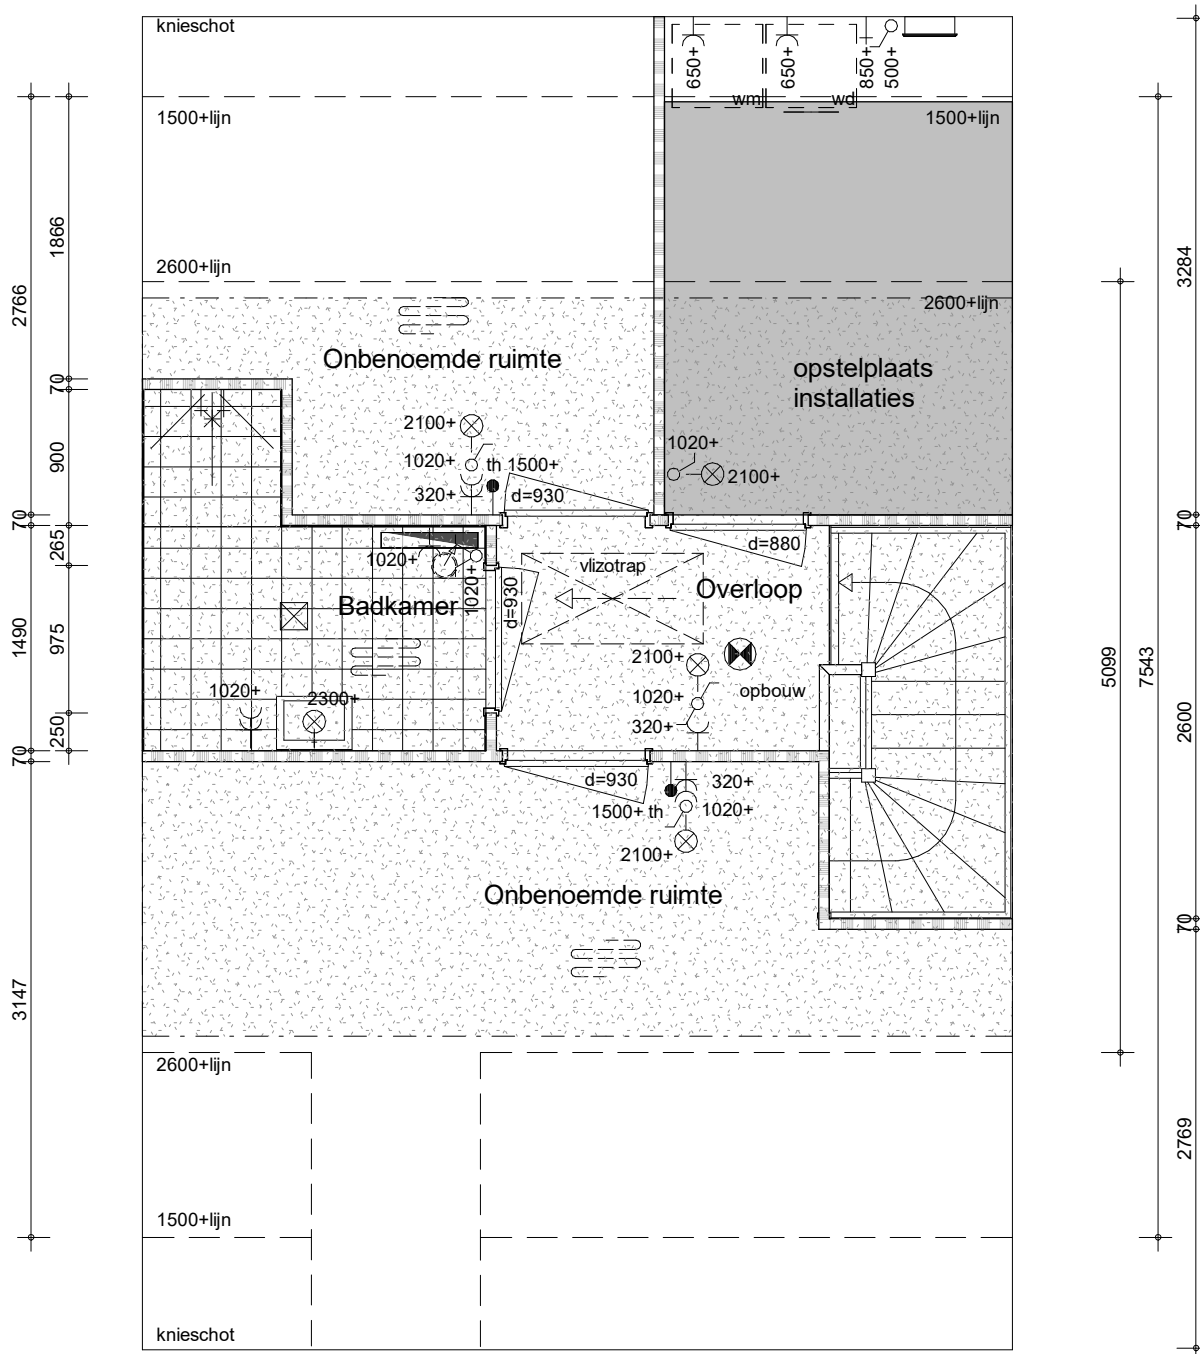 knieschot
650+
650+
850+
500+
wm
wd
1500+lijn
1500+lijn
1866
2766
3284
2600+lijn
2600+lijn
Onbenoemde ruimte
opstelplaats
installaties
70
2100+
1020+
th 1500+
320+
d=930
1020+
2100+
900
70
70
265
d=880
1020+
1020+
vlizotrap
Overloop
d=930
Badkamer
1490
975
2100+
1020+
opbouw
320+
1020+
2300+
250
70
5099
7543
2600
d=930
320+
1500+ th
1020+
2100+
Onbenoemde ruimte
70
3147
2600+lijn
2769
1500+lijn
knieschot